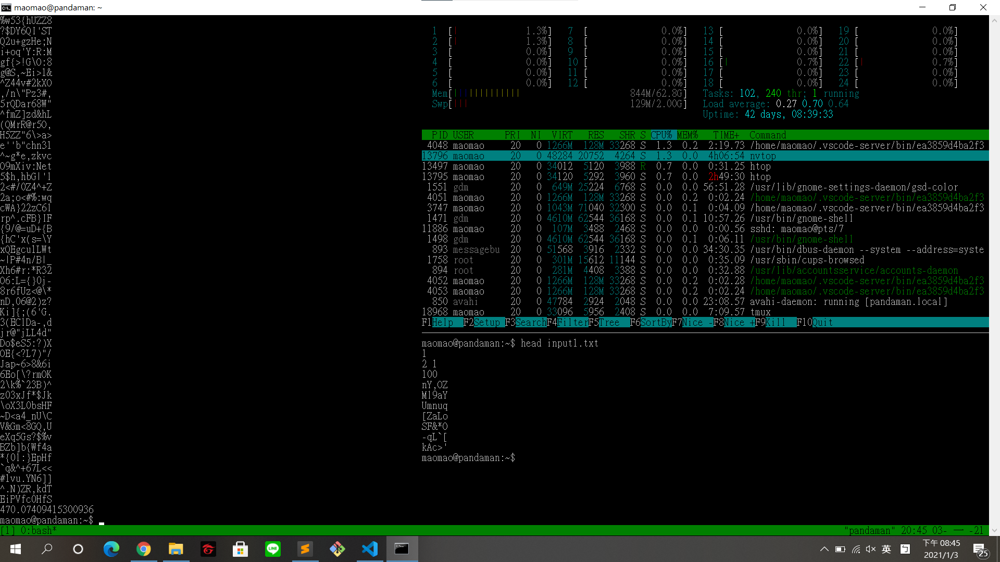 maomao@pandaman: ~
%w53{hUZZ8
?$DY6QI'ST
Q2u+gzHe;N
i+oq'Y:R:M
gf{>!G\O:8
g@S,~Ei>l&
^Z44v#2kXO
,/n\"Pz3#,
5rQDar68W"
^fmZ]zd&hL
(QMrR@r5O,
H5ZZ"6\>a>
e''b"chn3l
^~g*e,zkvc
O9mXiv:Net
5$h,hbG|'l
2<#/0Z4^+Z
2a;o<#%:wq
cWA}22zC6l
rp^.cFB}IF
{9/@=uD+{B
{hC'x(s=\Y
xQEgculLWt
~|P#4n/B|_
Xh6#r:*R32
O6:L={}0j-
8r6fUz<@\*
nD,06@2)z?
Ki]{;(6'G.
3(EClDa-,d
jr@"jLL4d"
Do$eS5:?)X
OE{<?L7)"/
Jap~6>8&6i
6Eo[\?rmOK
2\k%`23B)^
z03xJf*$Jk
\oX3L0bsHF
~D<a4_nU\C
V&Gm<8GQ,U
eXq5Gs?$%v
BZb]b{Wf4a
*{0l:}EpHf
`q&^+67L<<
#lvu.YN6]]
^.N)ZR,kdT
EiPVfc0HfS
470.07409415300936
maomao@pandaman:~$
1 [| 1.3%] 7 [ 0.0%] 13 [ 0.0%] 19 [ 0.0%]
2 [| 1.3%] 8 [ 0.0%] 14 [ 0.0%] 20 [ 0.0%]
3 [ 0.0%] 9 [ 0.0%] 15 [ 0.0%] 21 [ 0.0%]
4 [ 0.0%] 10 [ 0.0%] 16 [| 0.7%] 22 [| 0.7%]
5 [ 0.0%] 11 [ 0.0%] 17 [ 0.0%] 23 [ 0.0%]
6 [ 0.0%] 12 [ 0.0%] 18 [ 0.0%] 24 [ 0.0%]
Mem[||||||||||||| 844M/62.8G] Tasks: 102, 240 thr; 1 running
Swp[||| 129M/2.00G] Load average: 0.27 0.70 0.64
Uptime: 42 days, 08:39:33
PID USER PRI NI VIRT RES SHR S CPU% MEM% TIME+ Command
4048 maomao 20 0 1266M 128M 33268 S 1.3 0.2 2:19.73 /home/maomao/.vscode-server/bin/ea3859d4ba2f3
13796 maomao 20 0 48284 20752 4264 S 1.3 0.0 4h06:54 nvtop
13497 maomao 20 0 34012 5120 3988 R 0.7 0.0 0:31.25 htop
13795 maomao 20 0 34120 5292 3960 S 0.7 0.0 2h49:30 htop
1551 gdm 20 0 649M 25224 6768 S 0.0 0.0 56:51.28 /usr/lib/gnome-settings-daemon/gsd-color
4051 maomao 20 0 1266M 128M 33268 S 0.0 0.2 0:02.24 /home/maomao/.vscode-server/bin/ea3859d4ba2f3
3747 maomao 20 0 1043M 71040 32300 S 0.0 0.1 0:04.09 /home/maomao/.vscode-server/bin/ea3859d4ba2f3
1471 gdm 20 0 4610M 62544 36168 S 0.0 0.1 10:57.26 /usr/bin/gnome-shell
11886 maomao 20 0 107M 3488 2468 S 0.0 0.0 0:00.56 sshd: maomao@pts/7
1498 gdm 20 0 4610M 62544 36168 S 0.0 0.1 0:06.11 /usr/bin/gnome-shell
893 messagebu 20 0 51568 3916 2332 S 0.0 0.0 34:30.35 /usr/bin/dbus-daemon --system --address=syste
1758 root 20 0 301M 15612 11144 S 0.0 0.0 0:35.09 /usr/sbin/cups-browsed
894 root 20 0 281M 4408 3388 S 0.0 0.0 0:32.88 /usr/lib/accountsservice/accounts-daemon
4052 maomao 20 0 1266M 128M 33268 S 0.0 0.2 0:02.28 /home/maomao/.vscode-server/bin/ea3859d4ba2f3
4053 maomao 20 0 1266M 128M 33268 S 0.0 0.2 0:02.24 /home/maomao/.vscode-server/bin/ea3859d4ba2f3
850 avahi 20 0 47784 2924 2048 S 0.0 0.0 23:08.57 avahi-daemon: running [pandaman.local]
18968 maomao 20 0 33096 5956 2408 S 0.0 0.0 7:09.57 tmux
F1Help F2Setup F3SearchF4FilterF5Tree F6SortByF7Nice -F8Nice +F9Kill F10Quit
maomao@pandaman:~$ head input1.txt
1
2 1
100
nY,OZ
Ml9aY
Umnuq
[ZaLo
SF&*O
-qL`[
kAc>'
maomao@pandaman:~$
[1] 0:bash* "pandaman" 20:45 03- 一 -21
英
下午 08:45
2021/1/3
25
LINE